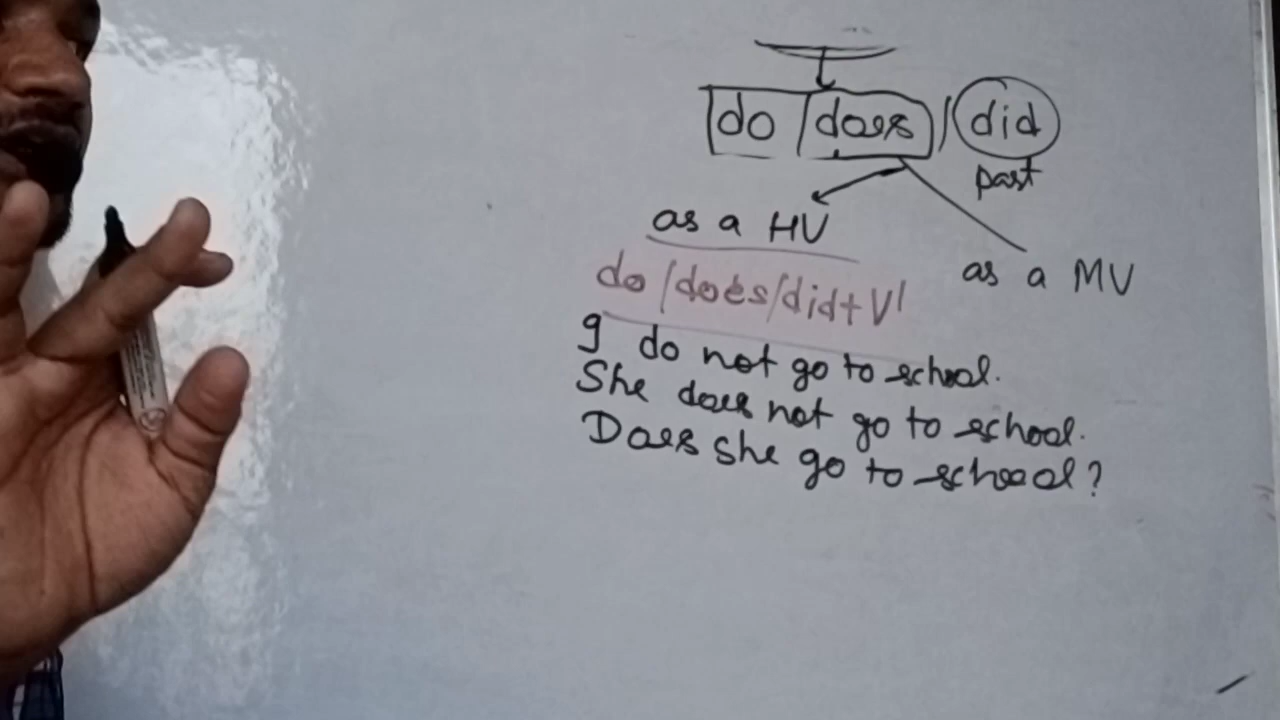 do / does / did
past
as a HV
as a MV
do / does / did + V1
I do not go to school.
She does not go to school.
Does she go to school?